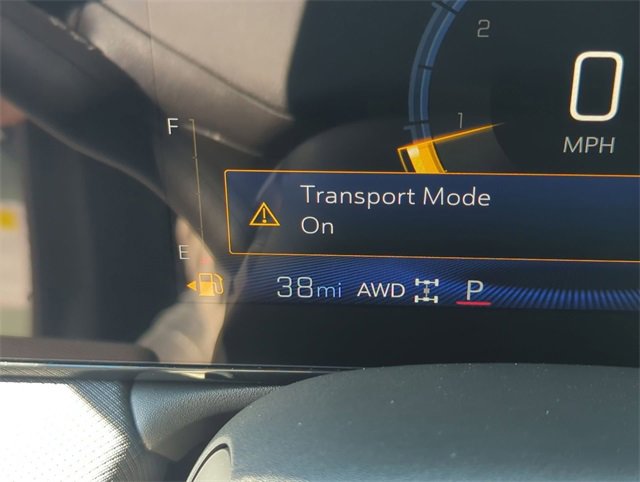 2
0
F
1
MPH
Transport Mode
On
E
38mi AWD P